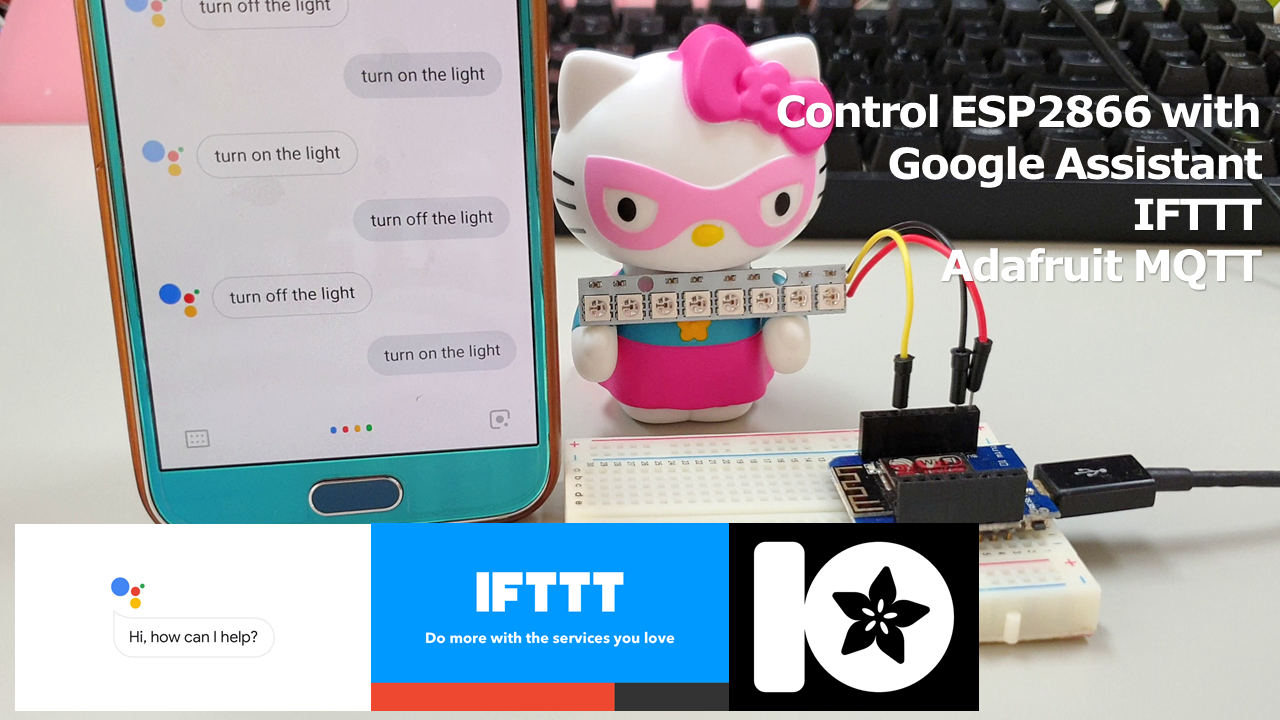 turn off the light
turn on the light
turn on the light
turn off the light
turn off the light
turn on the light
Control ESP2866 with
Google Assistant
IFTTT
Adafruit MQTT
Hi, how can I help?
IFTTT
Do more with the services you love